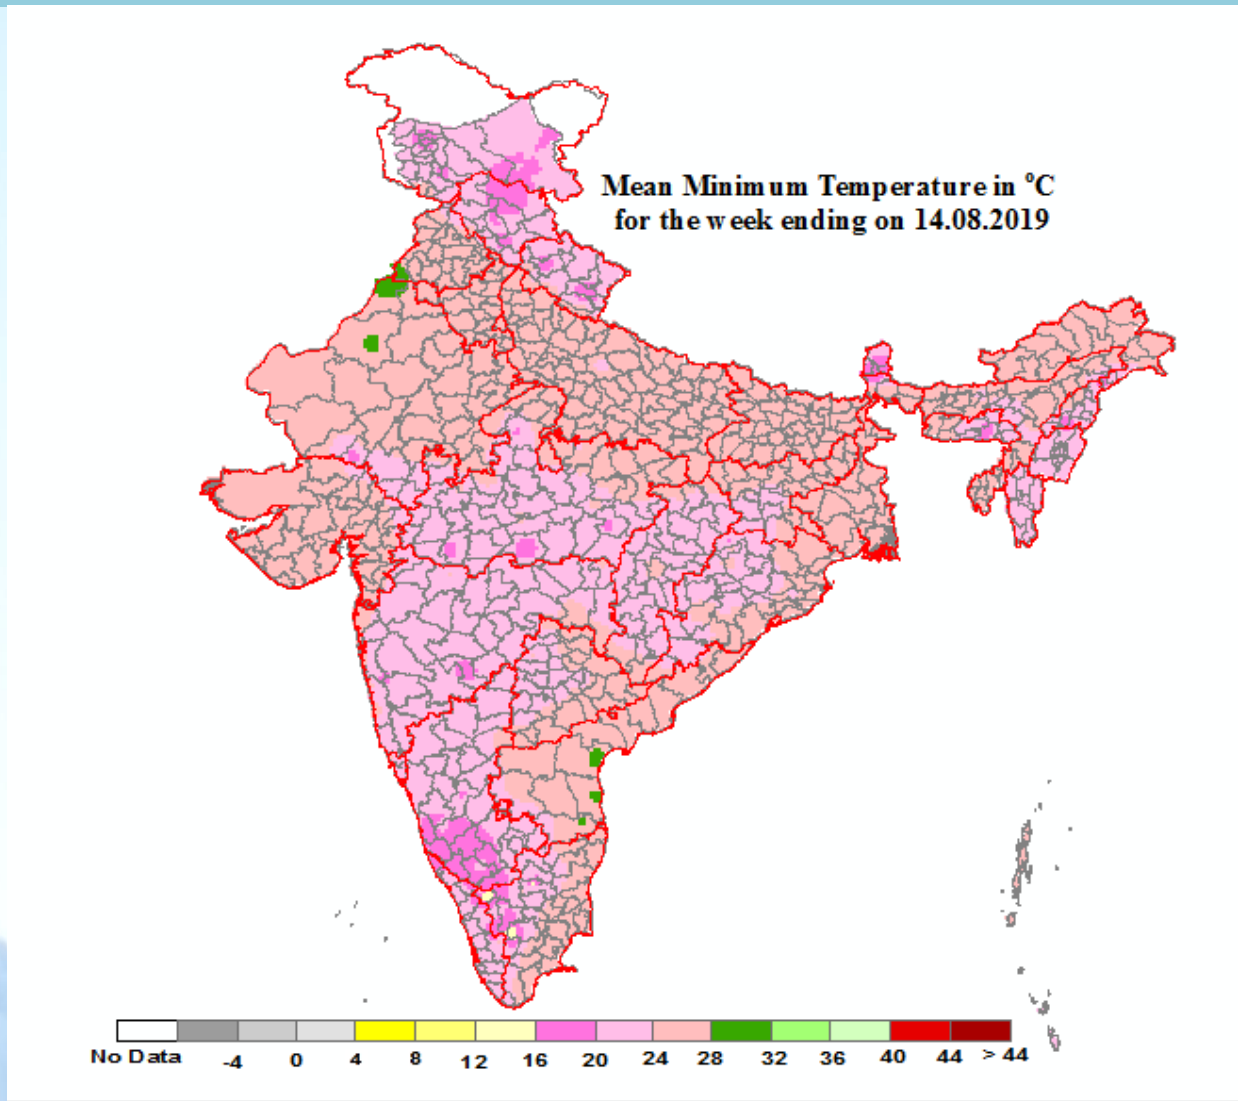 Mean Minimum Temperature in °C
for the week ending on 14.08.2019
No Data -4 0 4 8 12 16 20 24 28 32 36 40 44 > 44